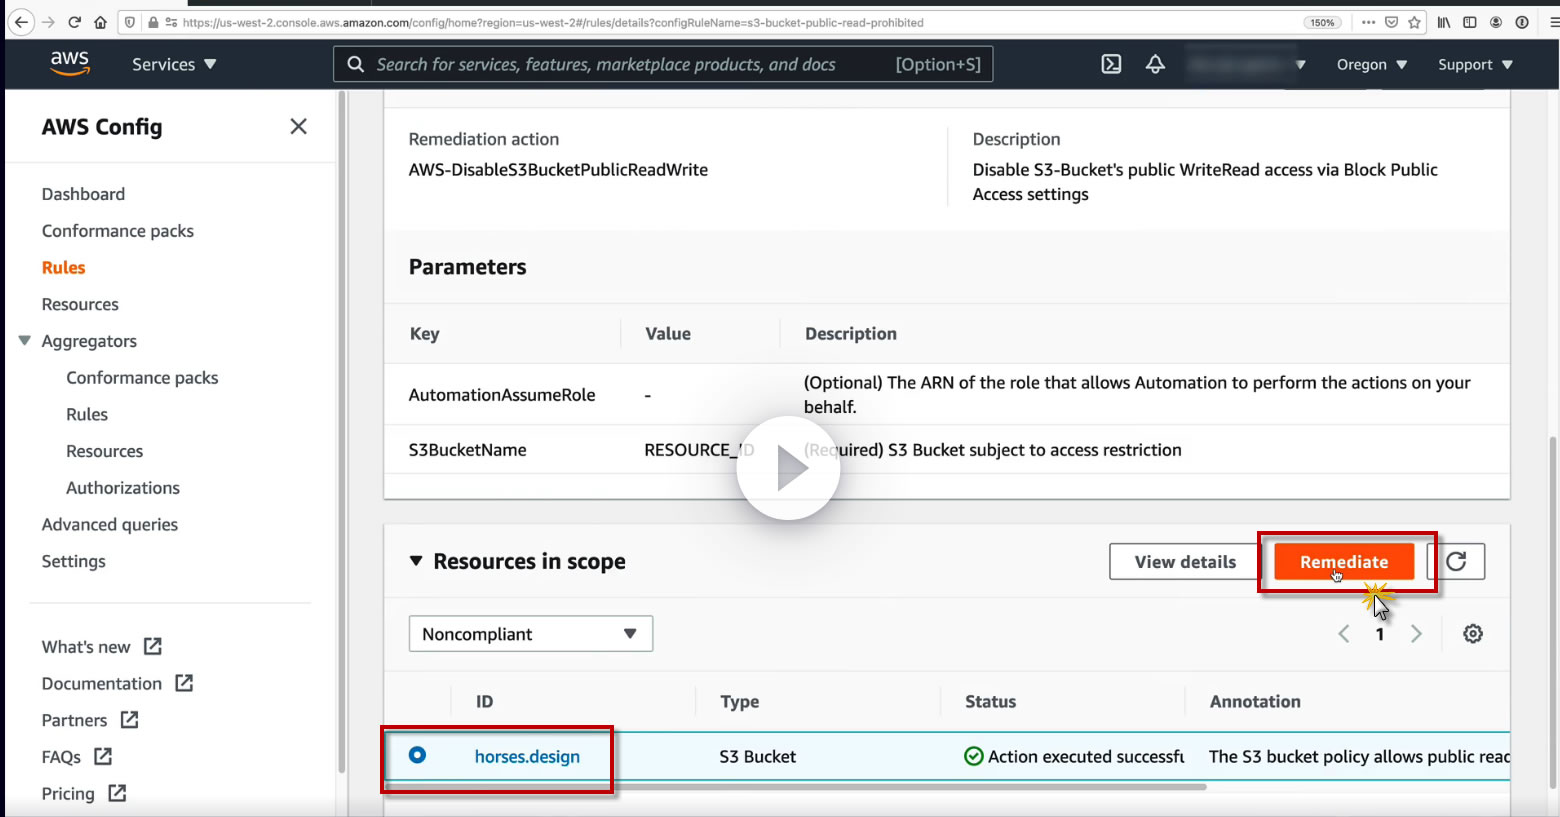 https://us-west-2.console.aws.amazon.com/config/home?region=us-west-2#/rules/details?configRuleName=s3-bucket-public-read-prohibited
150%
aws
Services
Search for services, features, marketplace products, and docs
[Option+S]
Oregon
Support
AWS Config
Dashboard
Conformance packs
Rules
Resources
Aggregators
Conformance packs
Rules
Resources
Authorizations
Advanced queries
Settings
What's new
Documentation
Partners
FAQs
Pricing
Remediation action
AWS-DisableS3BucketPublicReadWrite
Description
Disable S3-Bucket's public WriteRead access via Block Public
Access settings
Parameters
Key Value Description
AutomationAssumeRole - (Optional) The ARN of the role that allows Automation to perform the actions on your
behalf.
S3BucketName RESOURCE_ID (Required) S3 Bucket subject to access restriction
Resources in scope
View details
Remediate
Noncompliant
1
ID Type Status Annotation
horses.design S3 Bucket Action executed successfu The S3 bucket policy allows public read